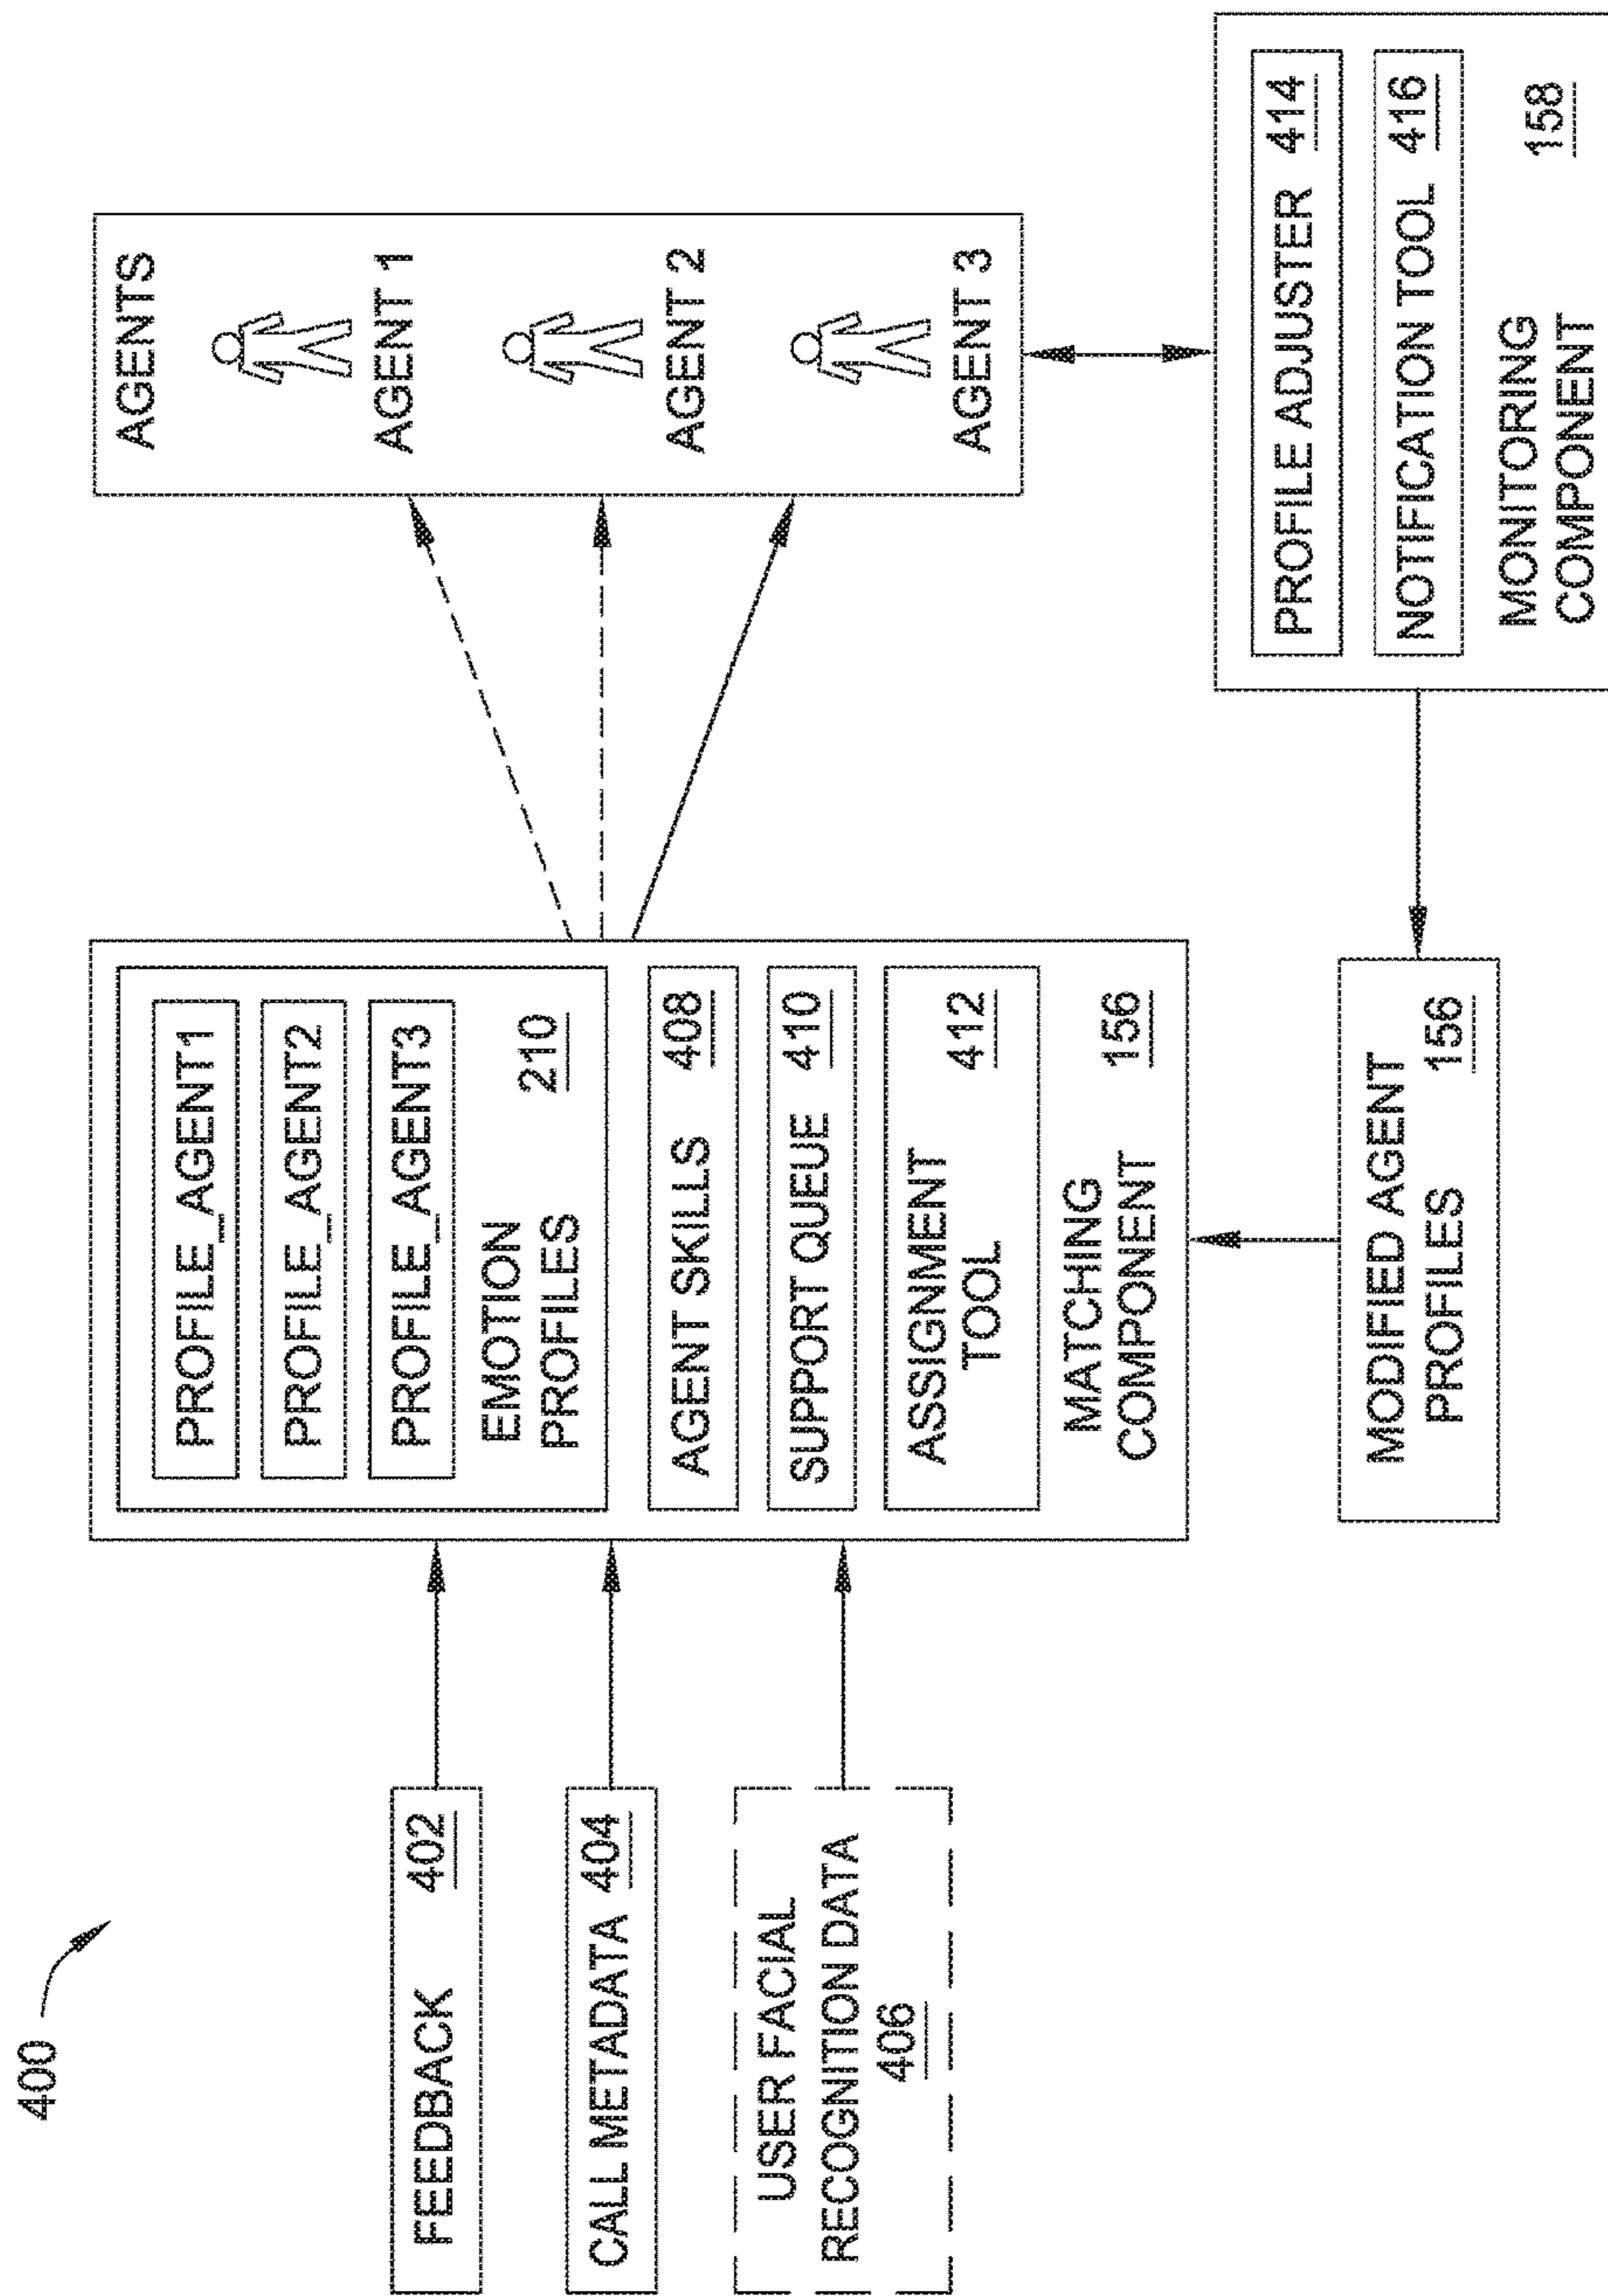 400
FEEDBACK 402
CALL METADATA 404
USER FACIAL
RECOGNITION DATA
406
PROFILE_AGENT1
PROFILE_AGENT2
PROFILE_AGENT3
EMOTION
PROFILES 210
AGENT SKILLS 408
SUPPORT QUEUE 410
ASSIGNMENT
TOOL 412
MATCHING
COMPONENT 156
MODIFIED AGENT
PROFILES 156
AGENTS
AGENT 1
AGENT 2
AGENT 3
PROFILE ADJUSTER 414
NOTIFICATION TOOL 416
MONITORING
COMPONENT 158